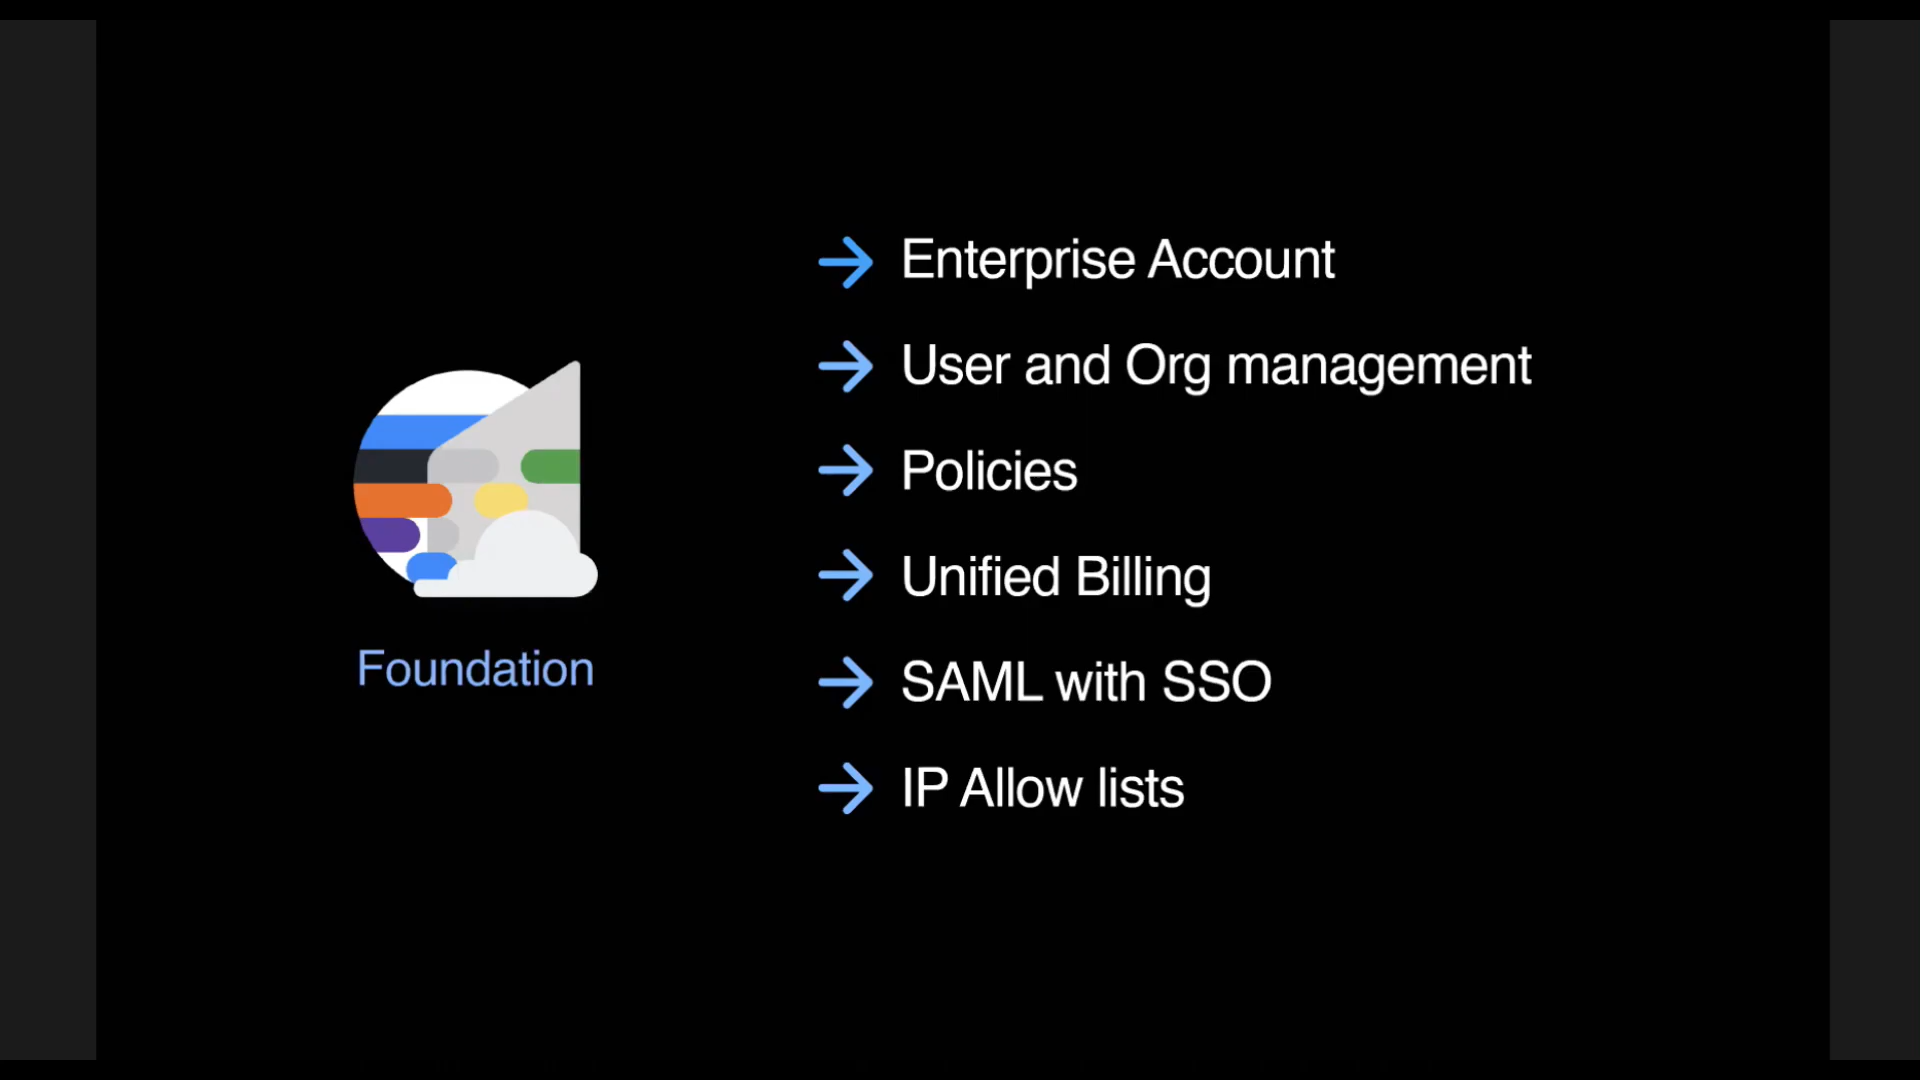 Enterprise Account
User and Org management
Policies
Unified Billing
SAML with SSO
IP Allow lists
Foundation